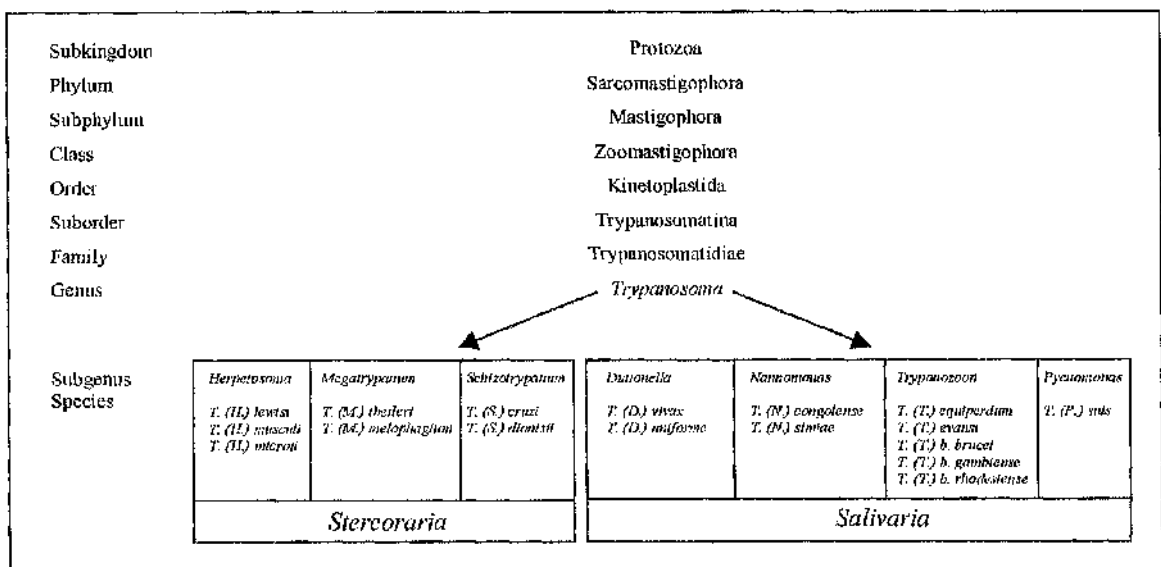 Subkingdom Protozoa
Phylum Sarcomastigophora
Subphylum Mastigophora
Class Zoomastigophora
Order Kinetoplastida
Suborder Trypanosomatina
Family Trypanosomatidiae
Genus Trypanosoma
Subgenus Herpetosoma Megatrypanum Schizotrypanum Duttonella Nannomonas Trypanozoon Pycnomonas
Species
T. (H.) lewisi T. (M.) theileri T. (S.) cruzi T. (D.) vivax T. (N.) congolense T. (T.) equiperdum T. (P.) suis
T. (H.) musculi T. (M.) melophagium T. (S.) dionisii T. (D.) uniforme T. (N.) simiae T. (T.) evansi
T. (H.) microti T. (T.) b. brucei
T. (T.) b. gambiense
T. (T.) b. rhodesiense
Stercoraria Salivaria